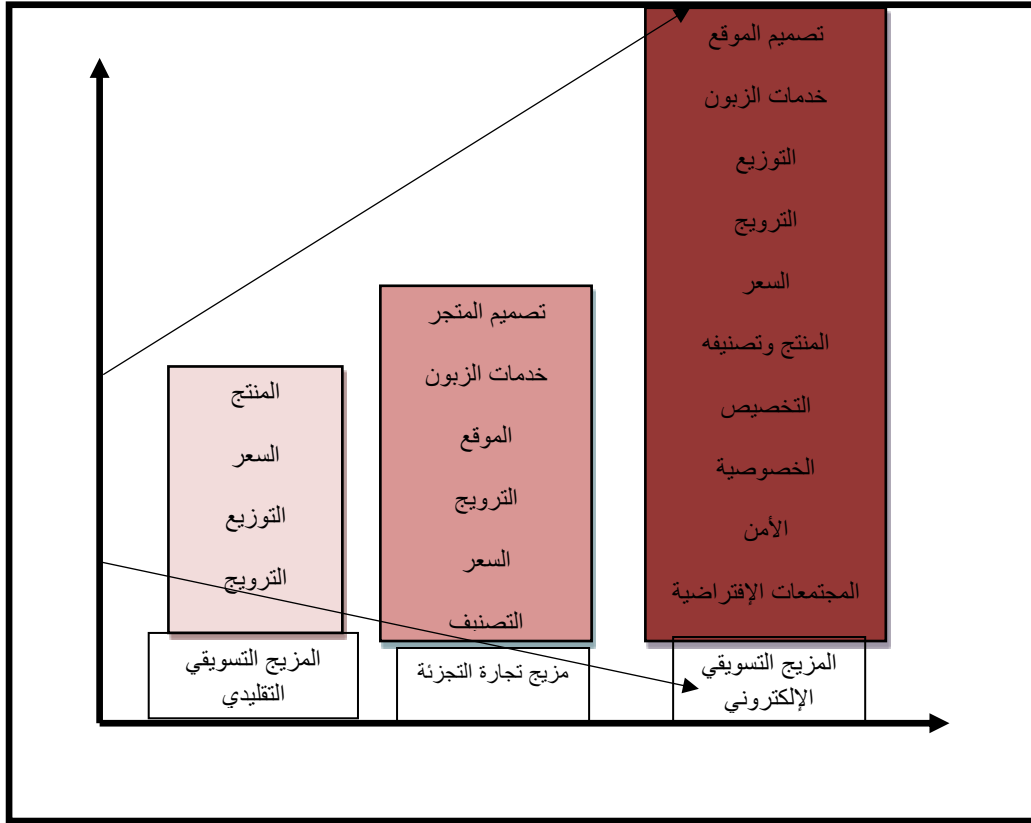 تصميم الموقع
خدمات الزبون
التوزيع
الترويج
السعر
المنتج وتصنيفه
التخصيص
الخصوصية
الأمن
المجتمعات الإفتراضية
المزيج التسويقي
الإلكتروني
تصميم المتجر
خدمات الزبون
الموقع
الترويج
السعر
التصنيف
مزيج تجارة التجزئة
المنتج
السعر
التوزيع
الترويج
المزيج التسويقي
التقليدي